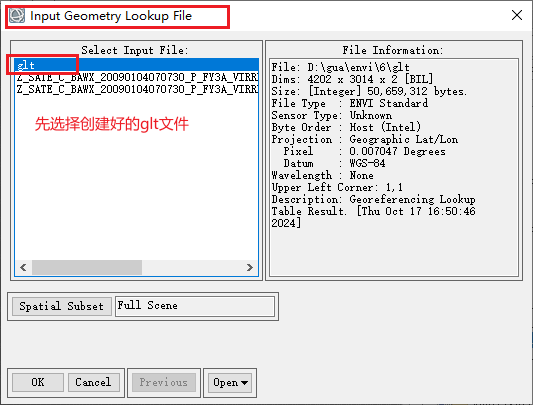 Input Geometry Lookup File
Select Input File:
glt
Z_SATE_C_BAWX_20090104070730_P_FY3A_VIRR
Z_SATE_C_BAWX_20090104070730_P_FY3A_VIRR
先选择创建好的glt文件
File Information:
File: D:\gua\envi\6\glt
Dims: 4202 x 3014 x 2 [BIL]
Size: [Integer] 50,659,312 bytes.
File Type : ENVI Standard
Sensor Type: Unknown
Byte Order : Host (Intel)
Projection : Geographic Lat/Lon
Pixel : 0.007047 Degrees
Datum : WGS-84
Wavelength : None
Upper Left Corner: 1,1
Description: Georeferencing Lookup
Table Result. [Thu Oct 17 16:50:46
2024]
Spatial Subset
Full Scene
OK
Cancel
Previous
Open